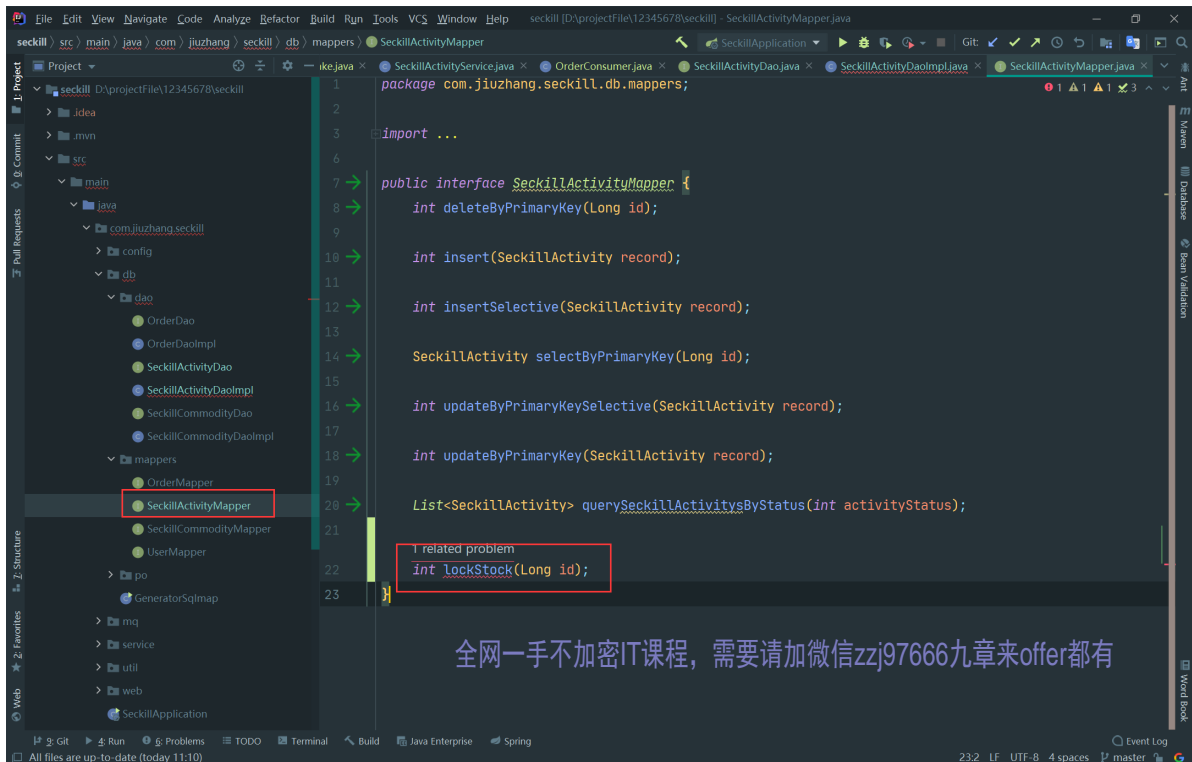 File Edit View Navigate Code Analyze Refactor Build Run Tools VCS Window Help seckill [D:\projectFile\12345678\seckill] - SeckillActivityMapper.java
seckill src main java com jiuzhang seckill db mappers SeckillActivityMapper SeckillApplication Git:
Project ike.java SeckillActivityService.java OrderConsumer.java SeckillActivityDao.java SeckillActivityDaoImpl.java SeckillActivityMapper.java
seckill D:\projectFile\12345678\seckill
.idea
.mvn
src
main
java
com.jiuzhang.seckill
config
db
dao
OrderDao
OrderDaoImpl
SeckillActivityDao
SeckillActivityDaoImpl
SeckillCommodityDao
SeckillCommodityDaoImpl
mappers
OrderMapper
SeckillActivityMapper
SeckillCommodityMapper
UserMapper
po
GeneratorSqlmap
mq
service
util
web
SeckillApplication
1 package com.jiuzhang.seckill.db.mappers;
2
3 import ...
6
7 public interface SeckillActivityMapper {
8 int deleteByPrimaryKey(Long id);
9
10 int insert(SeckillActivity record);
11
12 int insertSelective(SeckillActivity record);
13
14 SeckillActivity selectByPrimaryKey(Long id);
15
16 int updateByPrimaryKeySelective(SeckillActivity record);
17
18 int updateByPrimaryKey(SeckillActivity record);
19
20 List<SeckillActivity> querySeckillActivitysByStatus(int activityStatus);
21
1 related problem
22 int lockStock(Long id);
23 }
1 1 1 3
全网一手不加密IT课程，需要请加微信zzj97666九章来offer都有
1: Project
0: Commit
Pull Requests
7: Structure
2: Favorites
Web
Ant
Maven
Database
Bean Validation
Word Book
9: Git 4: Run 6: Problems TODO Terminal Build Java Enterprise Spring Event Log
All files are up-to-date (today 11:10) 23:2 LF UTF-8 4 spaces master